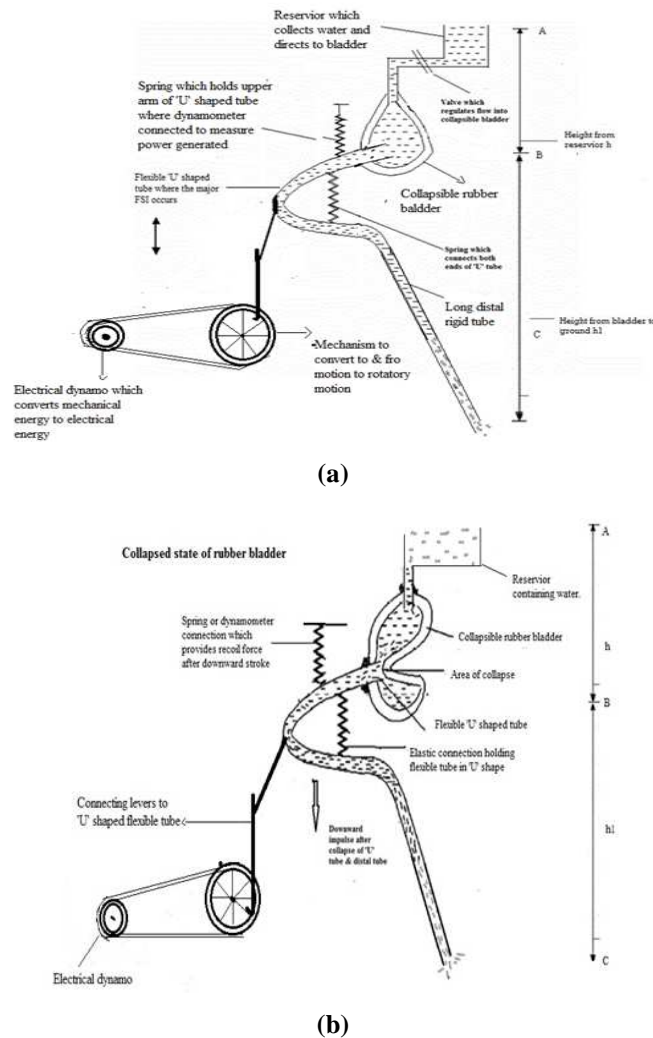 Reservior which
collects water and
directs to bladder
A
Spring which holds upper
arm of 'U' shaped tube
where dynamometer
connected to measure
power generated
Valve which
regulates flow into
collapsible bladder
Height from
reservoir h
B
Flexible 'U' shaped
tube where the major
FSI occurs
Collapsible rubber
baldder
Spring which
connects both
ends of 'U' tube
Long distal
rigid tube
C
Height from bladder to
ground h1
-Mechanism to
convert to & fro
motion to rotatory
motion
Electrical dynamo which
converts mechanical
energy to electrical
energy
(a)
Collapsed state of rubber bladder
A
Reservior
containing water.
Spring or dynamometer
connection which
provides recoil force
after downward stroke
Collapsible rubber bladder
h
Area of collapse
B
Flexible 'U' shaped tube
Elastic connection holding
flexible tube in 'U' shape
h1
Connecting levers to
'U' shaped flexible tube
Downward
impulse after
collapse of 'U'
tube & distal tube
C
Electrical dynamo
(b)